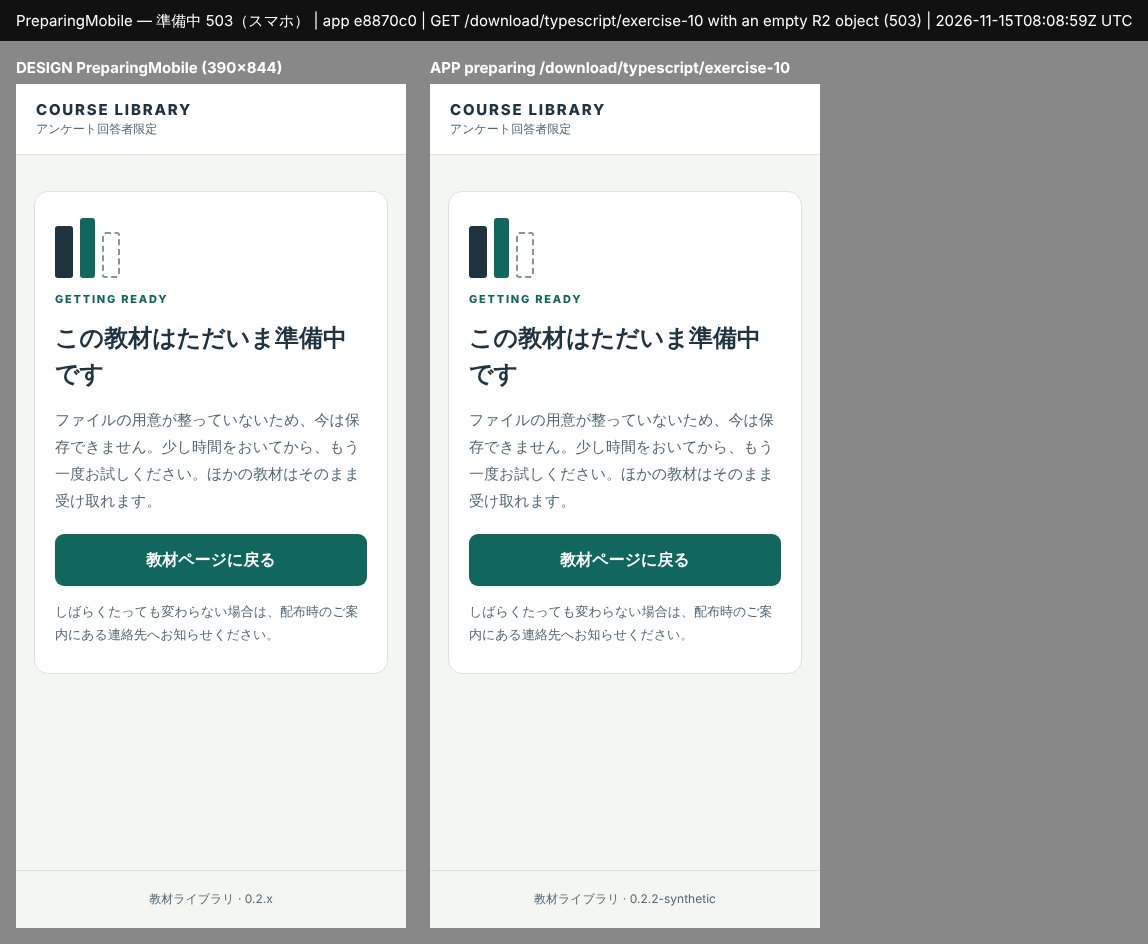 PreparingMobile — 準備中 503（スマホ） | app e8870c0 | GET /download/typescript/exercise-10 with an empty R2 object (503) | 2026-11-15T08:08:59Z UTC
DESIGN PreparingMobile (390×844)
COURSE LIBRARY
アンケート回答者限定
GETTING READY
この教材はただいま準備中
です
ファイルの用意が整っていないため、今は保
存できません。少し時間をおいてから、もう
一度お試しください。ほかの教材はそのまま
受け取れます。
教材ページに戻る
しばらくたっても変わらない場合は、配布時のご案
内にある連絡先へお知らせください。
教材ライブラリ · 0.2.x
APP preparing /download/typescript/exercise-10
COURSE LIBRARY
アンケート回答者限定
GETTING READY
この教材はただいま準備中
です
ファイルの用意が整っていないため、今は保
存できません。少し時間をおいてから、もう
一度お試しください。ほかの教材はそのまま
受け取れます。
教材ページに戻る
しばらくたっても変わらない場合は、配布時のご案
内にある連絡先へお知らせください。
教材ライブラリ · 0.2.2-synthetic